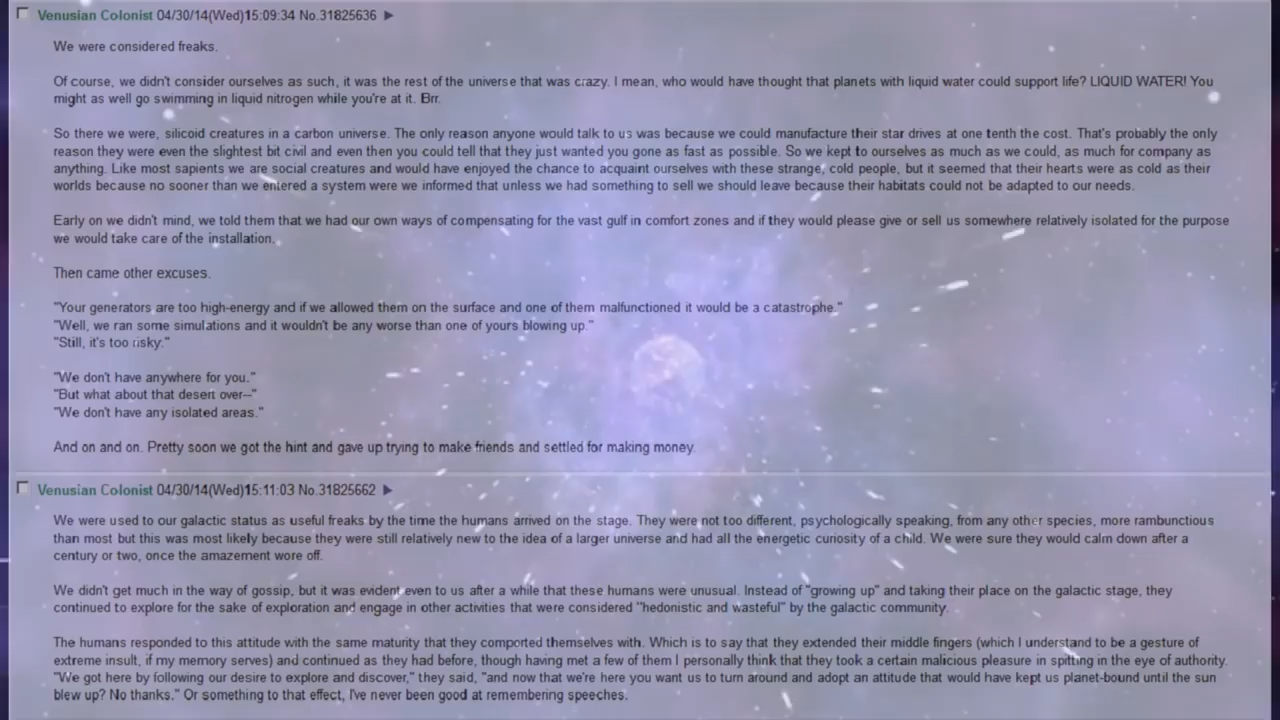 Venusian Colonist 04/30/14(Wed)15:09:34 No.31825636 ▶
We were considered freaks.
Of course, we didn't consider ourselves as such, it was the rest of the universe that was crazy. I mean, who would have thought that planets with liquid water could support life? LIQUID WATER! You
might as well go swimming in liquid nitrogen while you're at it. Brr.
So there we were, silicoid creatures in a carbon universe. The only reason anyone would talk to us was because we could manufacture their star drives at one tenth the cost. That's probably the only
reason they were even the slightest bit civil and even then you could tell that they just wanted you gone as fast as possible. So we kept to ourselves as much as we could, as much for company as
anything. Like most sapients we are social creatures and would have enjoyed the chance to acquaint ourselves with these strange, cold people, but it seemed that their hearts were as cold as their
worlds because no sooner than we entered a system were we informed that unless we had something to sell we should leave because their habitats could not be adapted to our needs.
Early on we didn't mind, we told them that we had our own ways of compensating for the vast gulf in comfort zones and if they would please give or sell us somewhere relatively isolated for the purpose
we would take care of the installation.
Then came other excuses.
"Your generators are too high-energy and if we allowed them on the surface and one of them malfunctioned it would be a catastrophe."
"Well, we ran some simulations and it wouldn't be any worse than one of yours blowing up."
"Still, it's too risky."
"We don't have anywhere for you."
"But what about that desert over--"
"We don't have any isolated areas."
And on and on. Pretty soon we got the hint and gave up trying to make friends and settled for making money.
Venusian Colonist 04/30/14(Wed)15:11:03 No.31825662 ▶
We were used to our galactic status as useful freaks by the time the humans arrived on the stage. They were not too different, psychologically speaking, from any other species, more rambunctious
than most but this was most likely because they were still relatively new to the idea of a larger universe and had all the energetic curiosity of a child. We were sure they would calm down after a
century or two, once the amazement wore off.
We didn't get much in the way of gossip, but it was evident even to us after a while that these humans were unusual. Instead of "growing up" and taking their place on the galactic stage, they
continued to explore for the sake of exploration and engage in other activities that were considered "hedonistic and wasteful" by the galactic community.
The humans responded to this attitude with the same maturity that they comported themselves with. Which is to say that they extended their middle fingers (which I understand to be a gesture of
extreme insult, if my memory serves) and continued as they had before, though having met a few of them I personally think that they took a certain malicious pleasure in spitting in the eye of authority.
"We got here by following our desire to explore and discover," they said, "and now that we're here you want us to turn around and adopt an attitude that would have kept us planet-bound until the sun
blew up? No thanks." Or something to that effect, I've never been good at remembering speeches.